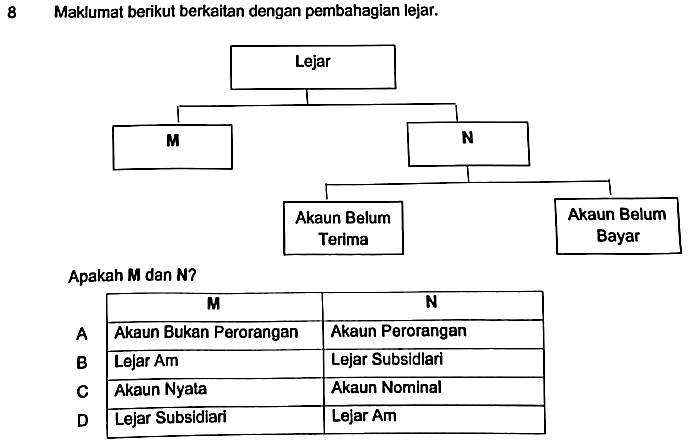 8 Maklumat berikut berkaitan dengan pembahagian lejar.
Lejar
M N
Akaun Belum
Terima
Akaun Belum
Bayar
Apakah M dan N?
M N
A Akaun Bukan Perorangan Akaun Perorangan
B Lejar Am Lejar Subsidiari
C Akaun Nyata Akaun Nominal
D Lejar Subsidiari Lejar Am